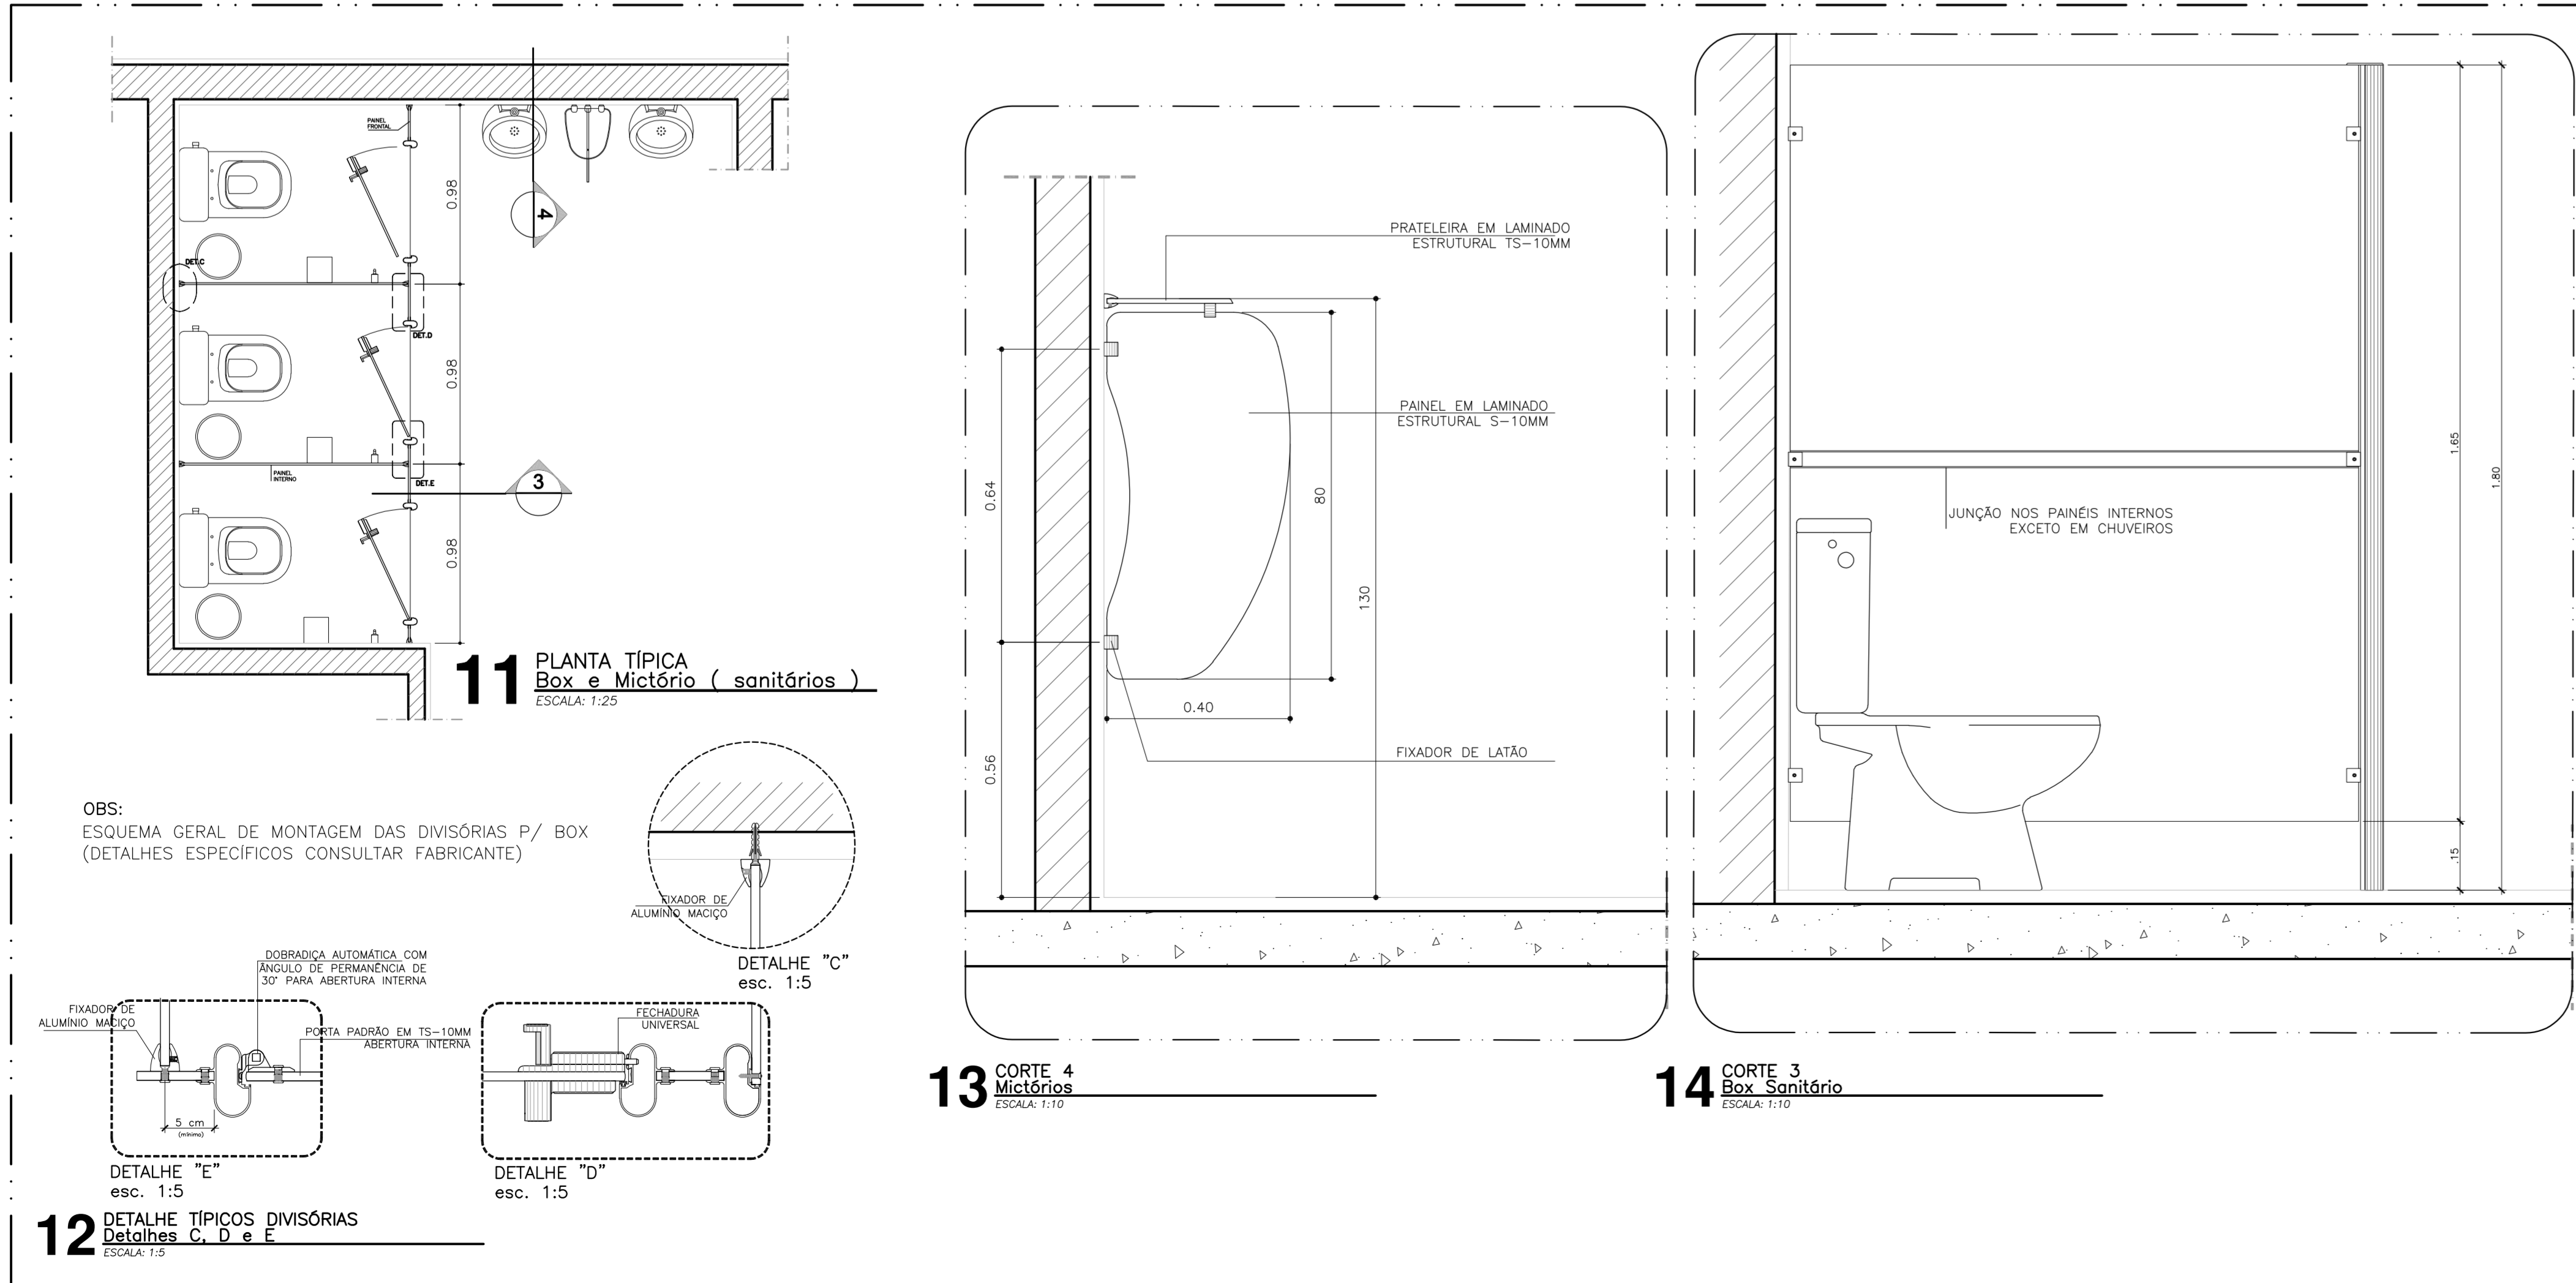 PAINEL
FRONTAL
0.98
DET.C
4
DET.D
0.98
PAINEL
INTERNO
DET.E
3
0.98
11
PLANTA TÍPICA
Box e Mictório ( sanitários )
ESCALA: 1:25
OBS:
ESQUEMA GERAL DE MONTAGEM DAS DIVISÓRIAS P/ BOX
(DETALHES ESPECÍFICOS CONSULTAR FABRICANTE)
FIXADOR DE
ALUMÍNIO MACIÇO
DETALHE "C"
esc. 1:5
DOBRADIÇA AUTOMÁTICA COM
ÂNGULO DE PERMANÊNCIA DE
30° PARA ABERTURA INTERNA
FIXADOR DE
ALUMÍNIO MACIÇO
PORTA PADRÃO EM TS-10MM
ABERTURA INTERNA
5 cm
(mínimo)
DETALHE "E"
esc. 1:5
FECHADURA
UNIVERSAL
DETALHE "D"
esc. 1:5
12
DETALHE TÍPICOS DIVISÓRIAS
Detalhes C, D e E
ESCALA: 1:5
PRATELEIRA EM LAMINADO
ESTRUTURAL TS-10MM
PAINEL EM LAMINADO
ESTRUTURAL S-10MM
0.64
80
130
0.40
0.56
FIXADOR DE LATÃO
13
CORTE 4
Mictórios
ESCALA: 1:10
1.65
1.80
JUNÇÃO NOS PAINÉIS INTERNOS
EXCETO EM CHUVEIROS
.15
14
CORTE 3
Box Sanitário
ESCALA: 1:10